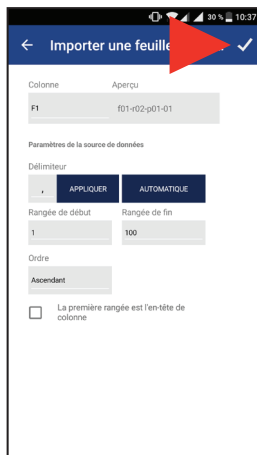 30 % 10:37
Importer une feuille
Colonne Aperçu
F1 f01-r02-p01-01
Paramètres de la source de données
Délimiteur
, APPLIQUER AUTOMATIQUE
Rangée de début Rangée de fin
1 100
Ordre
Ascendant
La première rangée est l'en-tête de
colonne